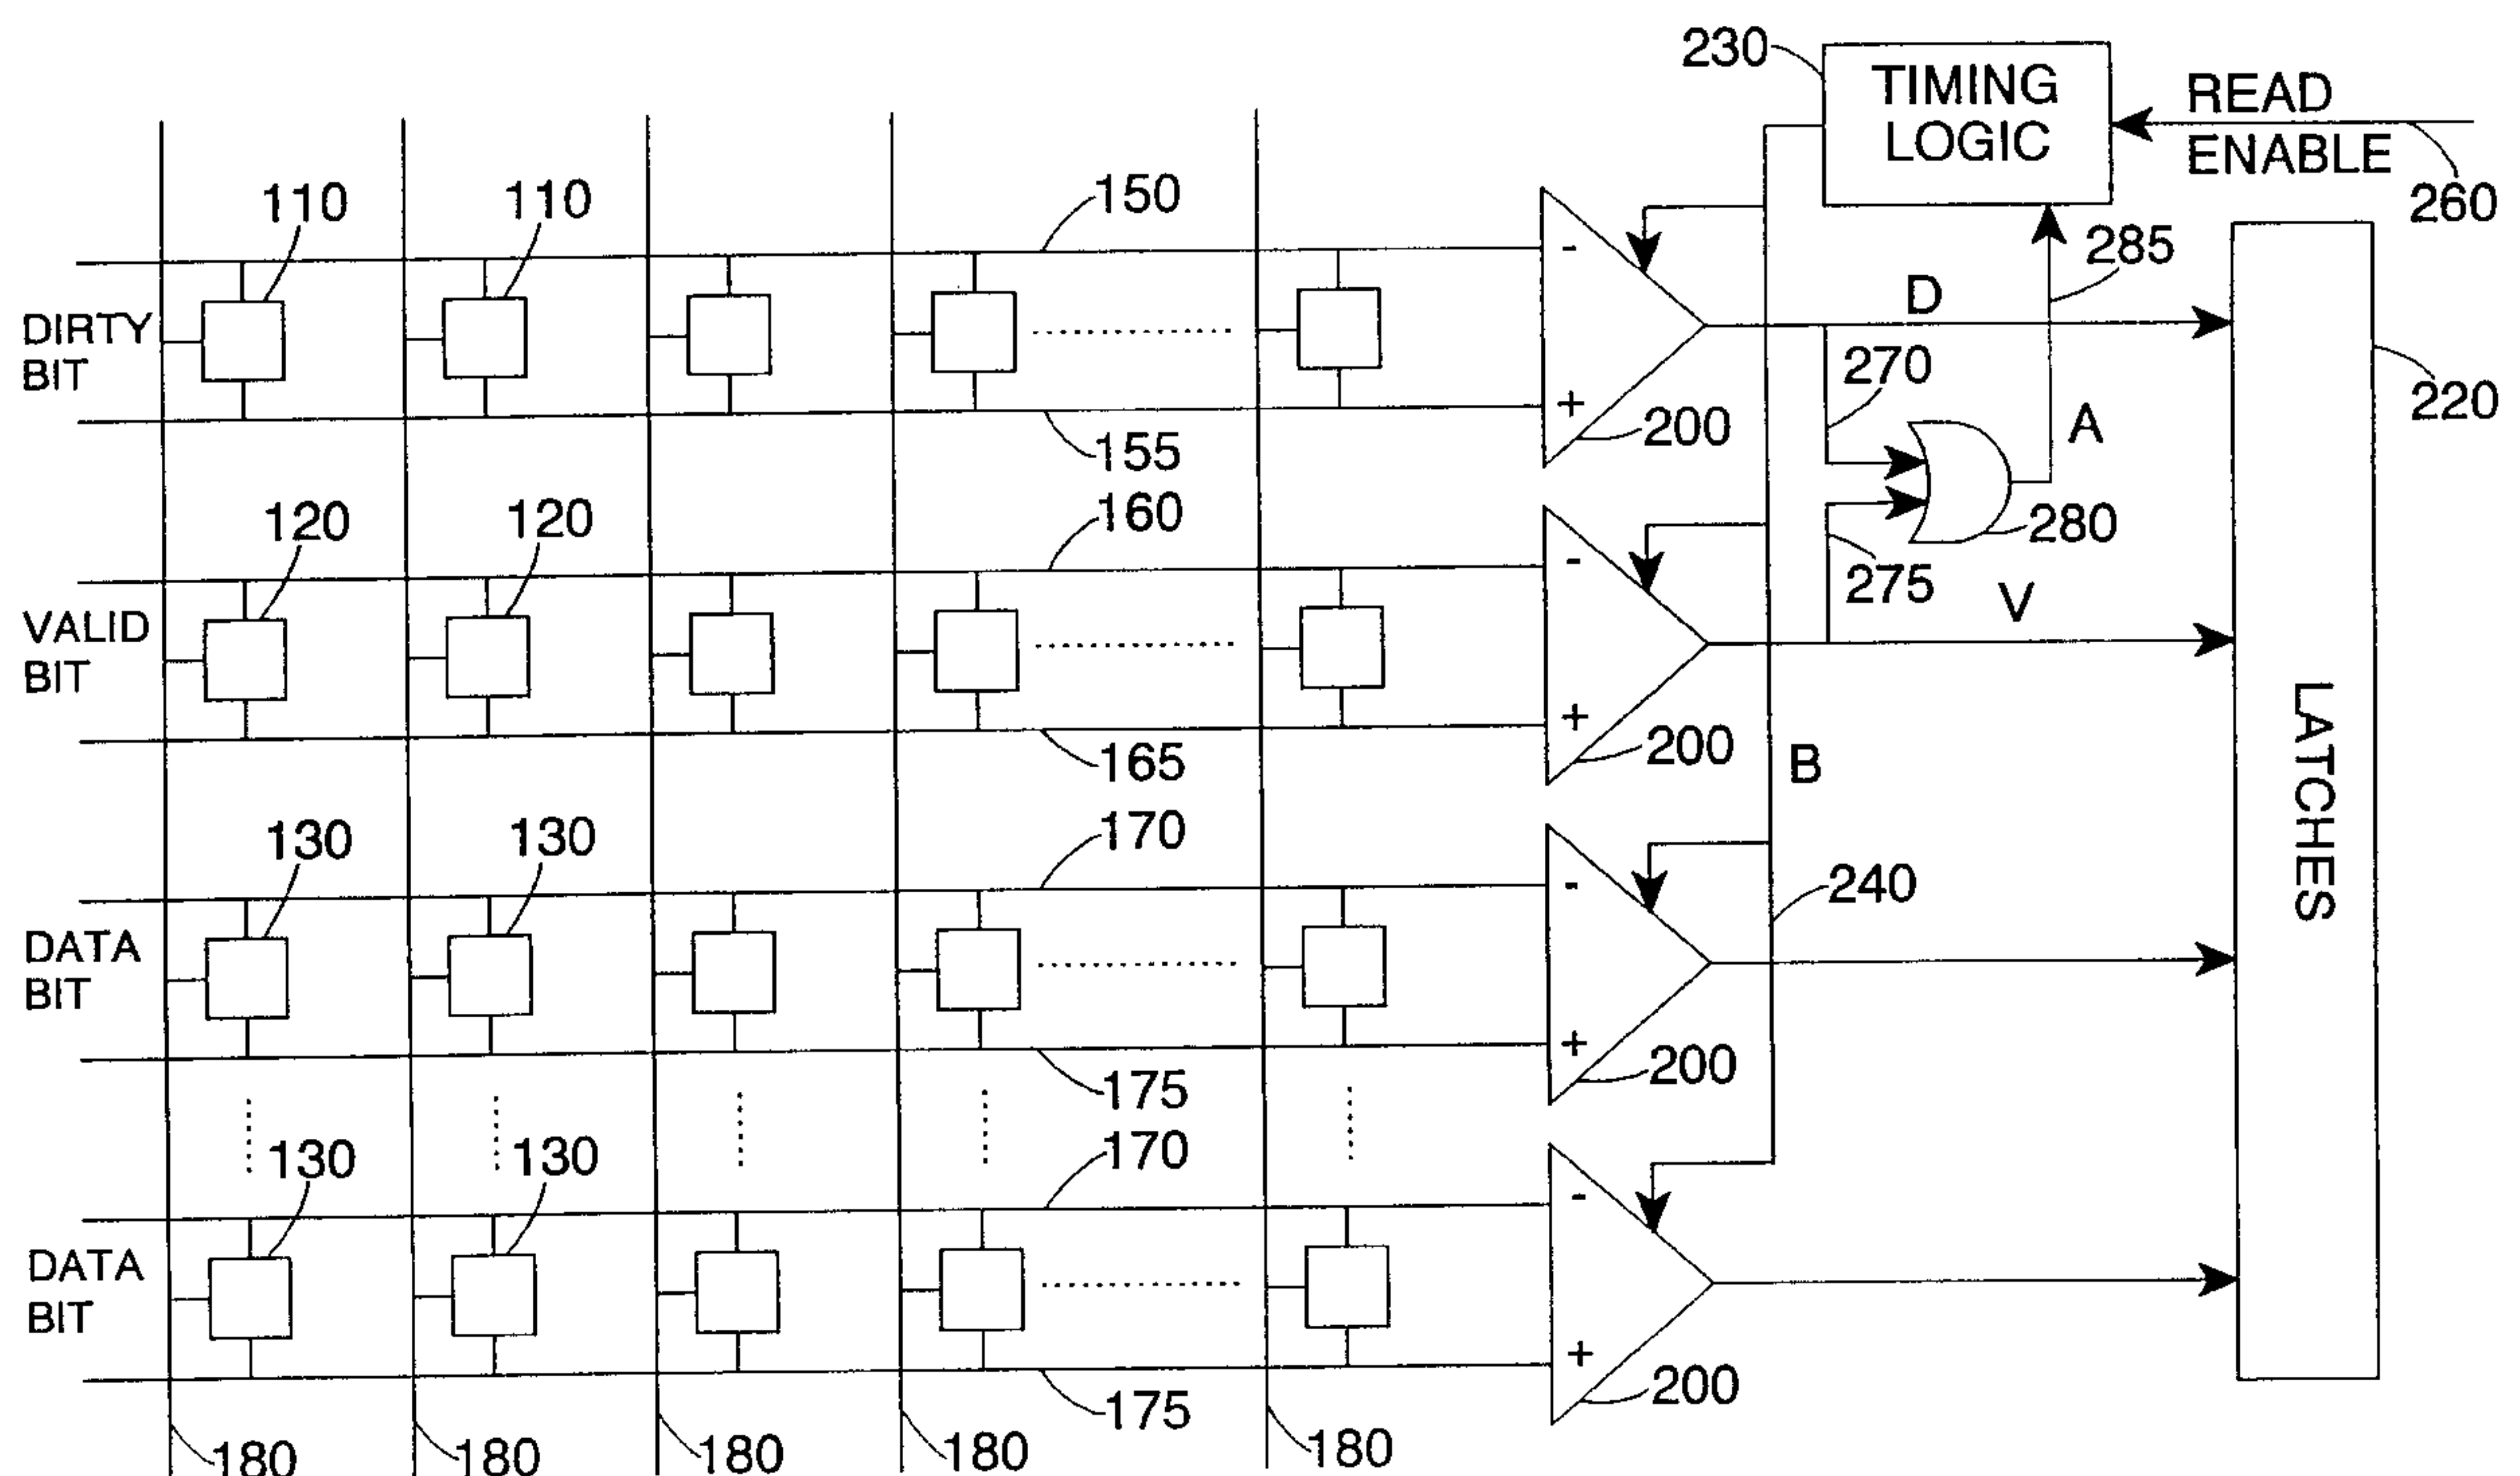 230
TIMING
LOGIC
READ
ENABLE
260
110
110
150
-
285
D
DIRTY
BIT
270
220
+
200
A
155
120
120
160
-
280
275
V
VALID
BIT
+
200
165
B
LATCHES
130
130
170
-
240
DATA
BIT
+
200
175
130
130
170
-
DATA
BIT
+
200
175
180
180
180
180
180